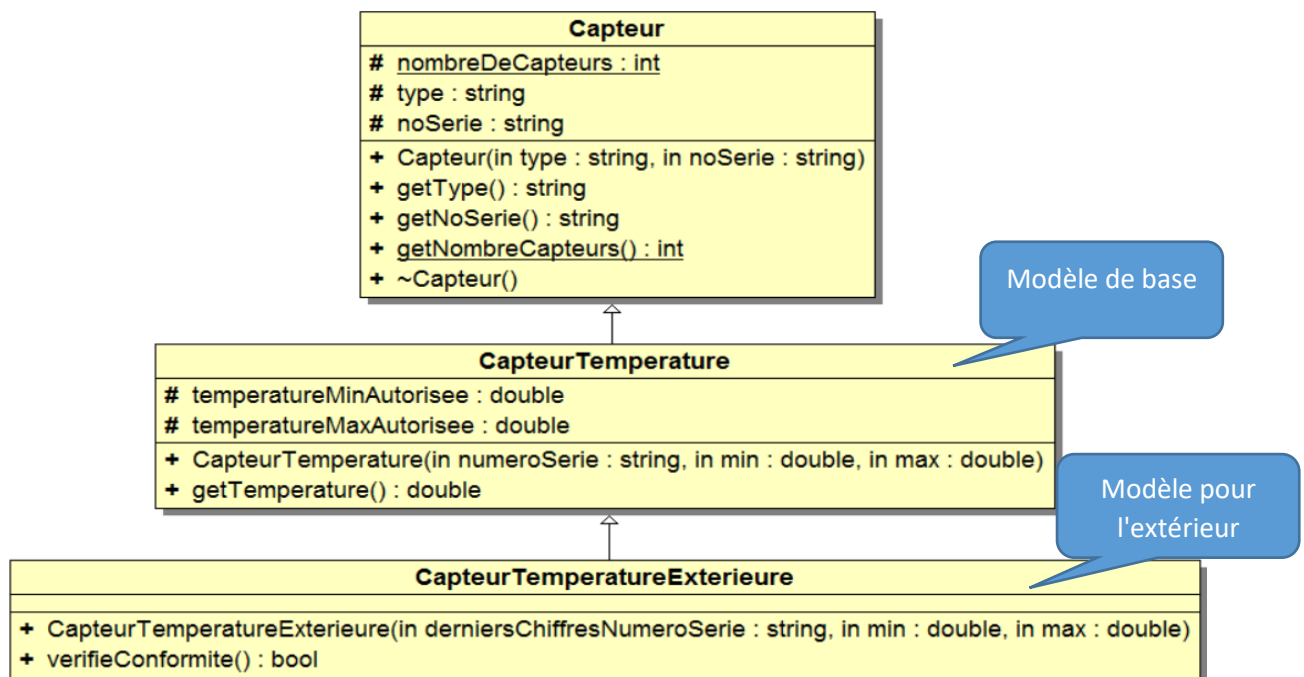 Capteur
# nombreDeCapteurs : int
# type : string
# noSerie : string
+ Capteur(in type : string, in noSerie : string)
+ getType() : string
+ getNoSerie() : string
+ getNombreCapteurs() : int
+ ~Capteur()
Modèle de base
CapteurTemperature
# temperatureMinAutorisee : double
# temperatureMaxAutorisee : double
+ CapteurTemperature(in numeroSerie : string, in min : double, in max : double)
+ getTemperature() : double
Modèle pour
l'extérieur
CapteurTemperatureExterieure
+ CapteurTemperatureExterieure(in derniersChiffresNumeroSerie : string, in min : double, in max : double)
+ verifieConformite() : bool